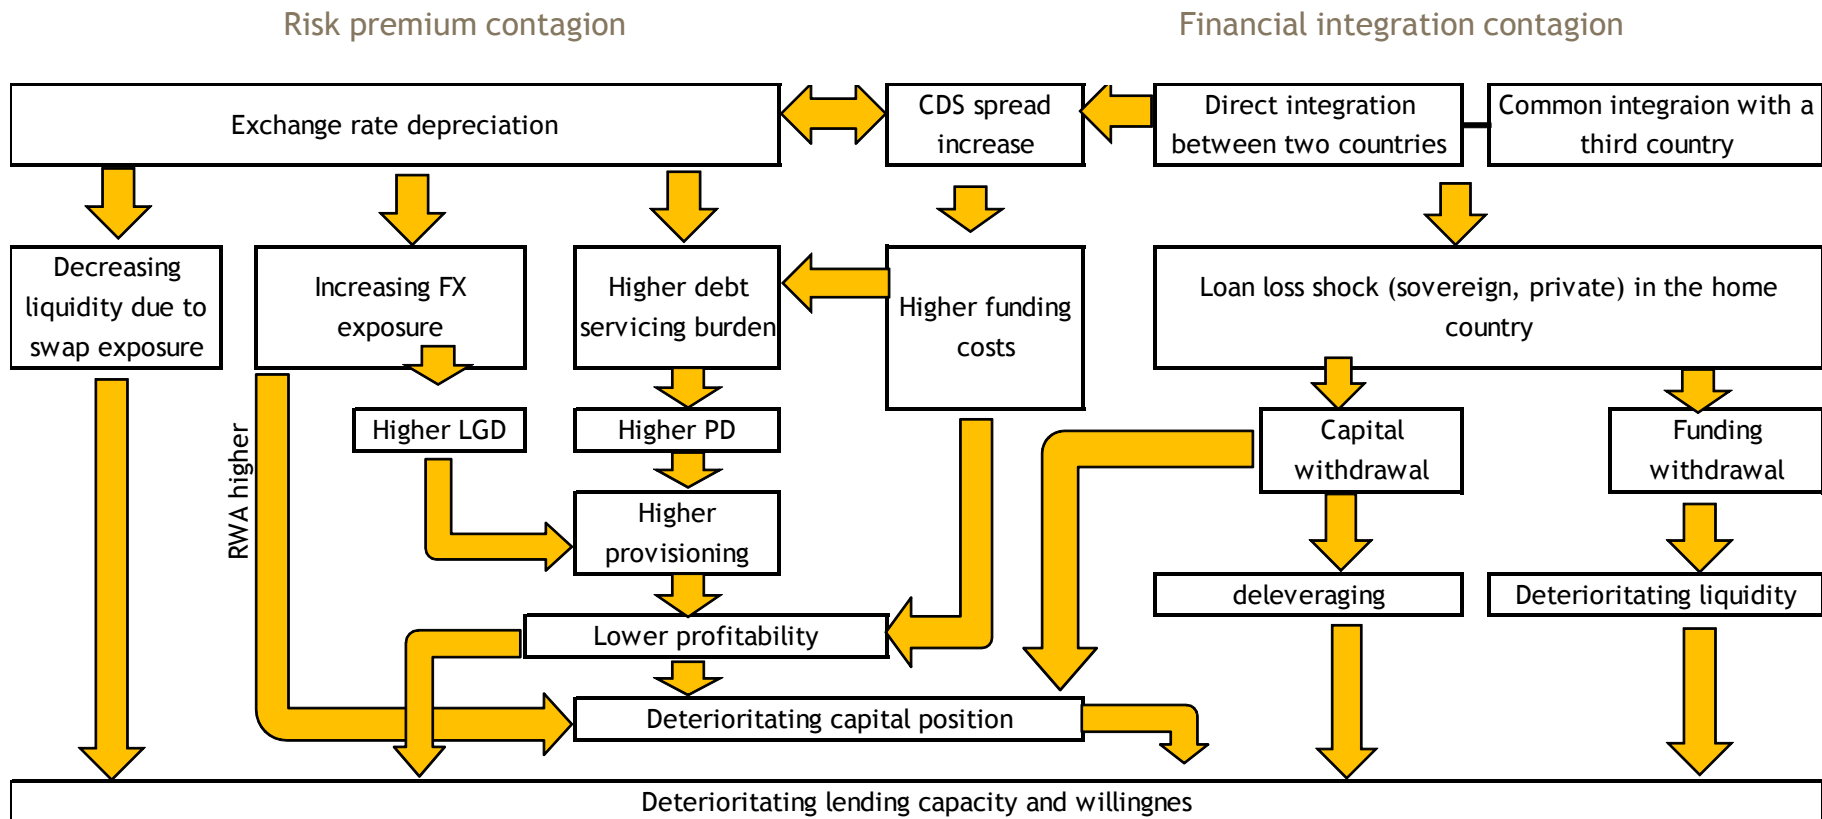 Risk premium contagion
Financial integration contagion
Exchange rate depreciation
CDS spread
increase
Direct integration
between two countries
Common integraion with a
third country
Decreasing
liquidity due to
swap exposure
Increasing FX
exposure
Higher debt
servicing burden
Higher funding
costs
Loan loss shock (sovereign, private) in the home
country
RWA higher
Higher LGD
Higher PD
Capital
withdrawal
Funding
withdrawal
Higher
provisioning
deleveraging
Deterioritating liquidity
Lower profitability
Deterioritating capital position
Deterioritating lending capacity and willingnes